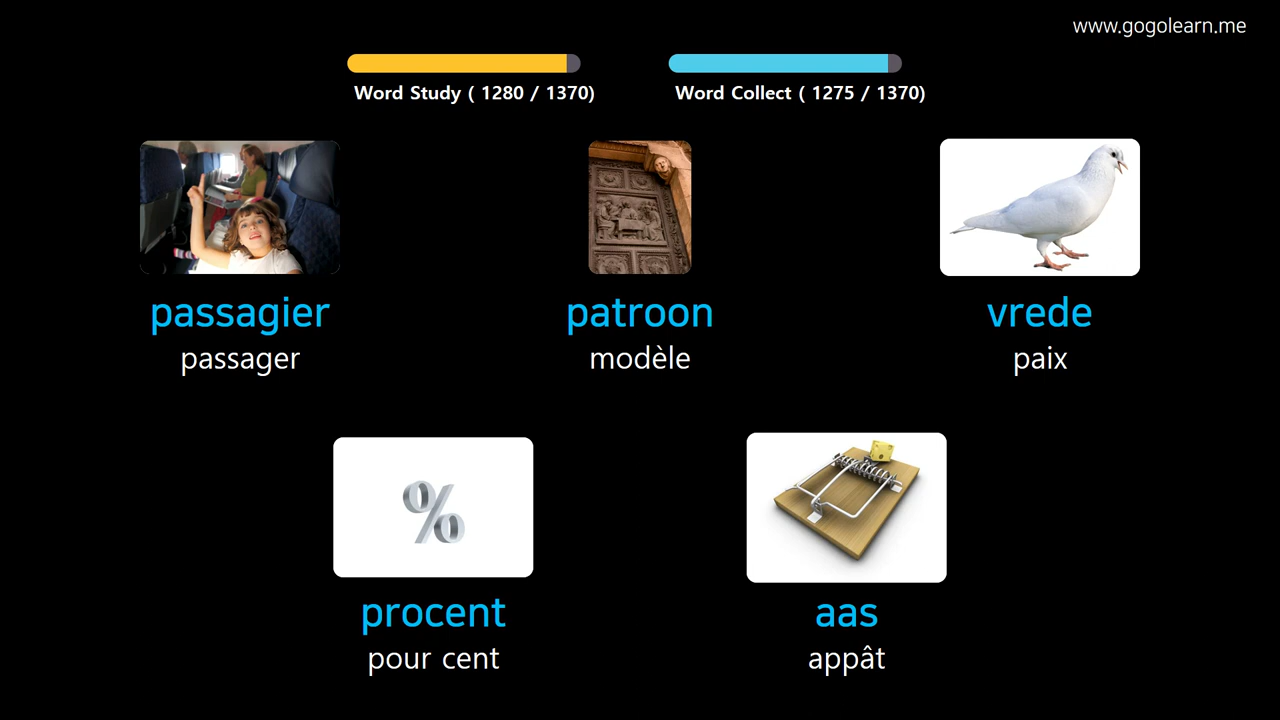 www.gogolearn.me
Word Study ( 1280 / 1370)
Word Collect ( 1275 / 1370)
passagier
passager
patroon
modèle
vrede
paix
%
procent
pour cent
aas
appât